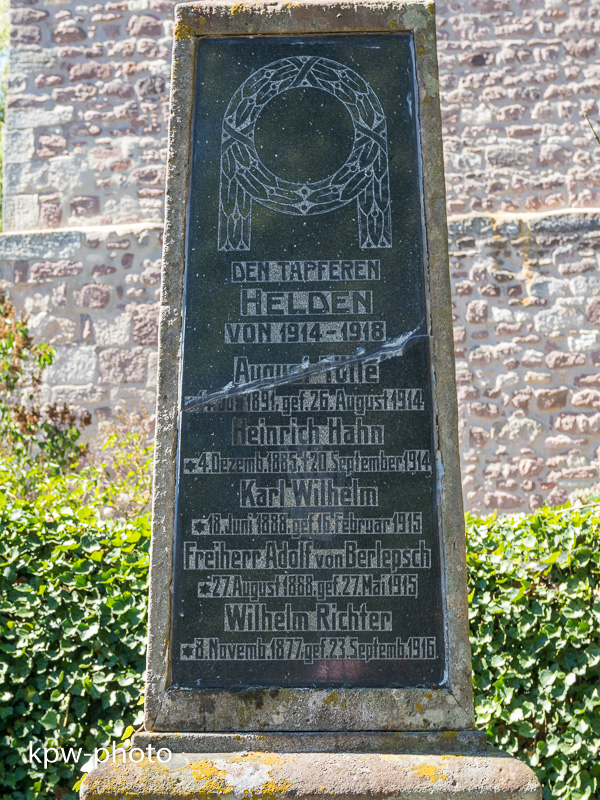 DEN TAPFEREN
HELDEN
VON 1914-1918
August
1891, gef. 26. August 1914.
Heinrich Hahn
*4. Dezemb. 1885, † 20. September 1914
Karl Wilhelm
*18. Juni 1888, gef. 16. Februar 1915
Freiherr Adolf von Berlepsch
*27. August 1888, gef. 27. Mai 1915
Wilhelm Richter
*8. Novemb. 1877, gef. 23. Septemb. 1916.
kpw-photo